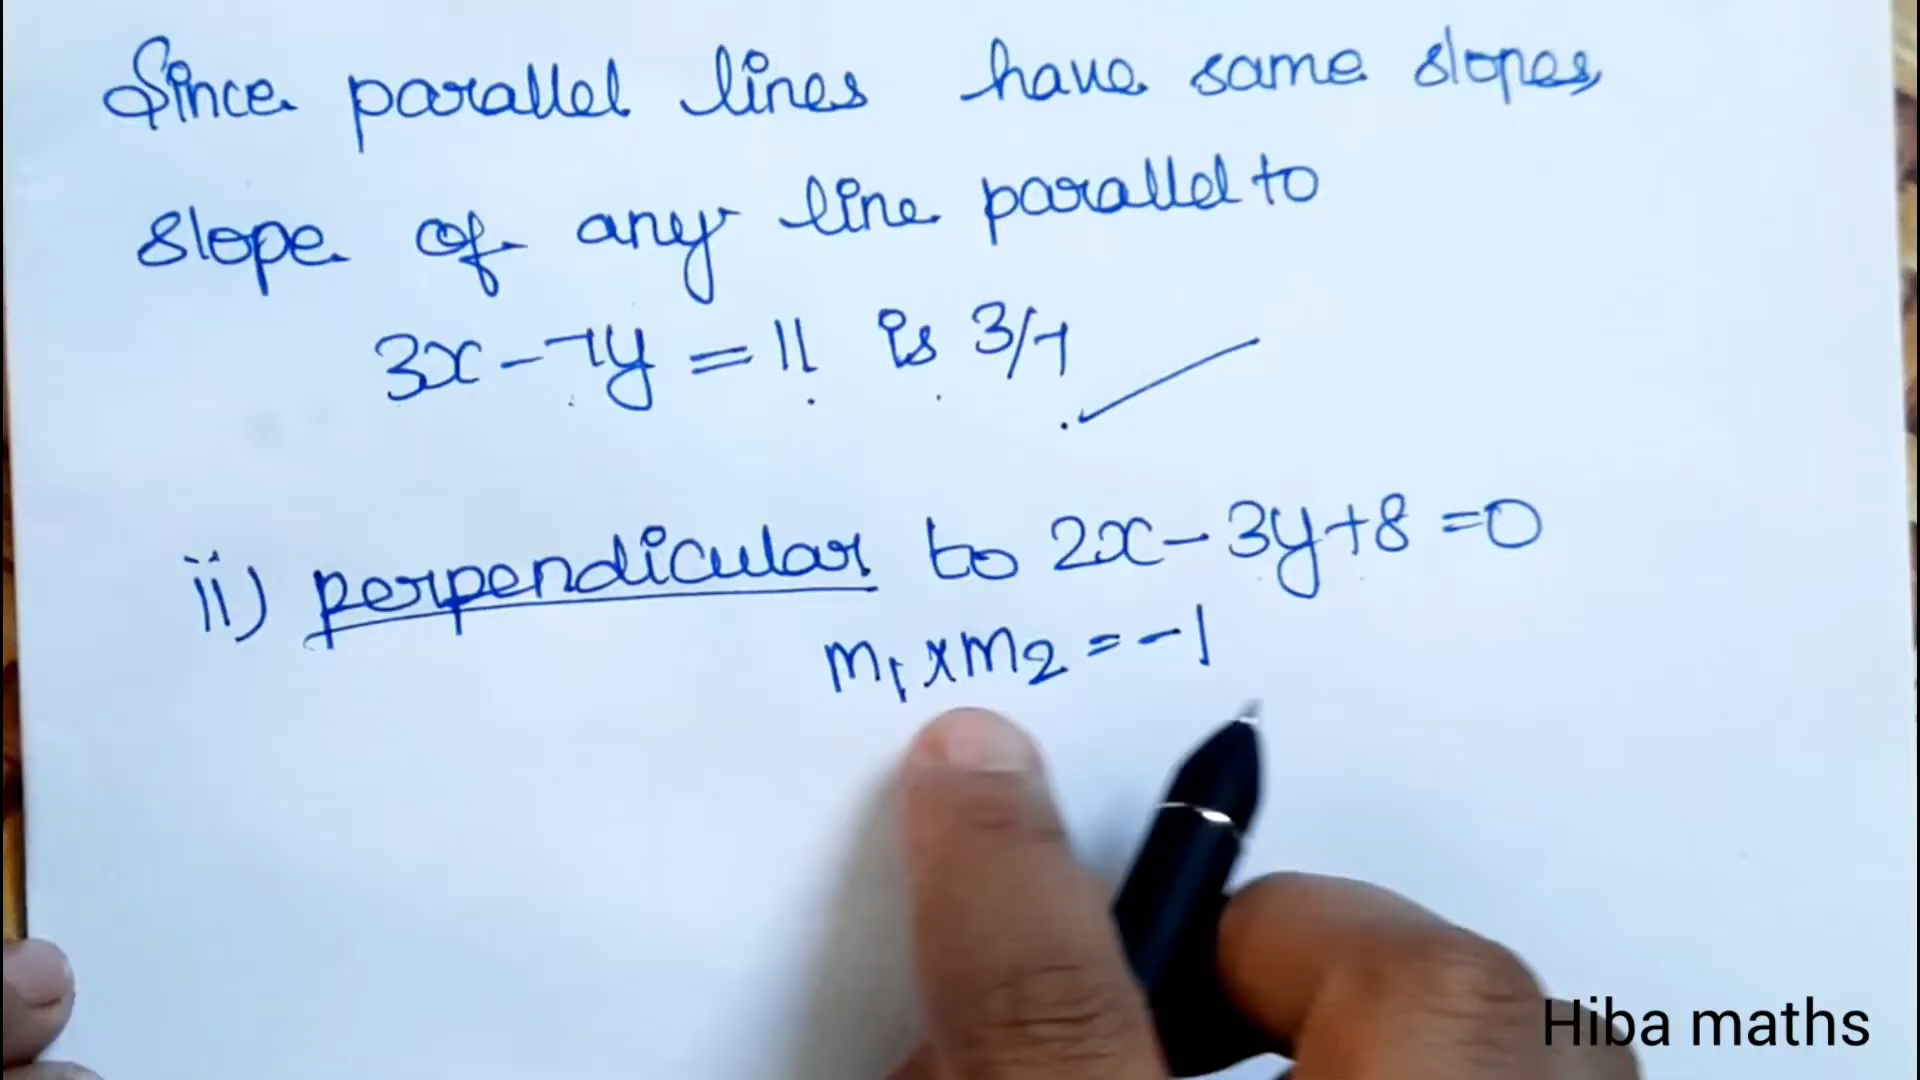 Since parallel lines have same slopes,
slope of any line parallel to
3x - 7y = 11 is 3/7
ii) perpendicular to 2x - 3y + 8 = 0
m₁ x m₂ = -1
Hiba maths